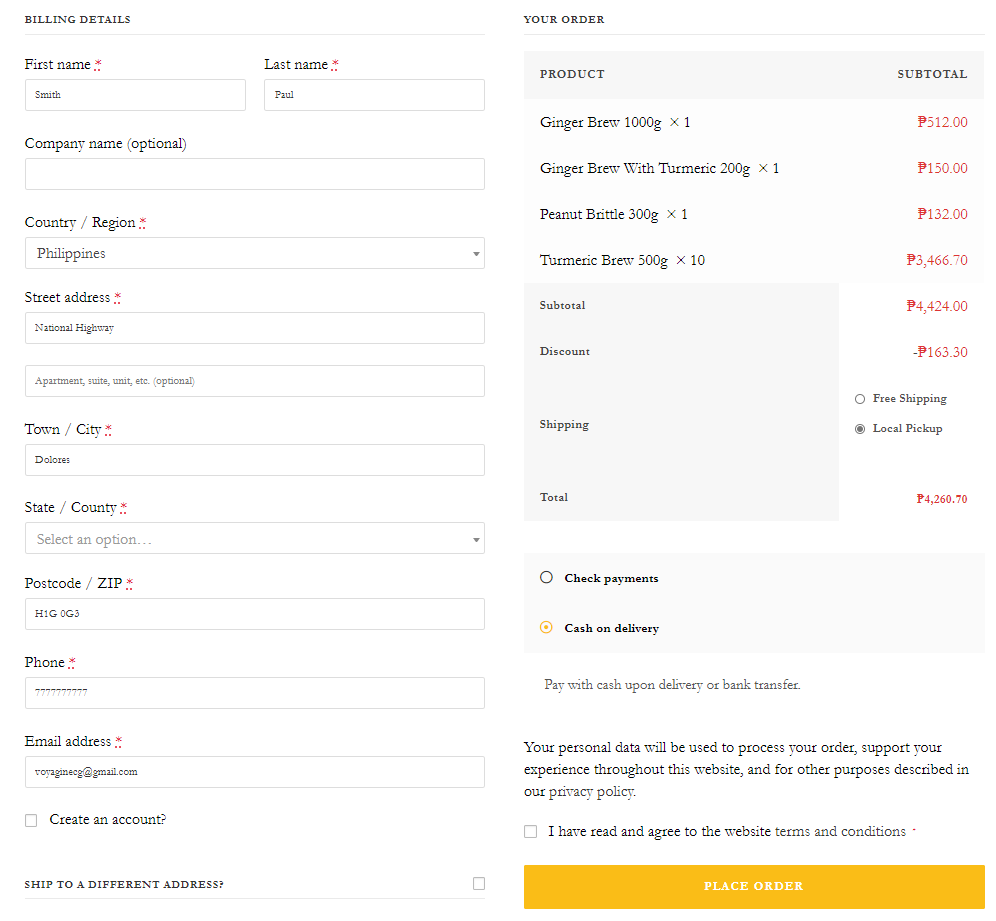 BILLING DETAILS
First name *
Last name *
Smith
Paul
Company name (optional)
Country / Region *
Philippines
Street address *
National Highway
Apartment, suite, unit, etc. (optional)
Town / City *
Dolores
State / County *
Select an option…
Postcode / ZIP *
H1G 0G3
Phone *
7777777777
Email address *
voyaginecg@gmail.com
Create an account?
SHIP TO A DIFFERENT ADDRESS?
YOUR ORDER
PRODUCT SUBTOTAL
Ginger Brew 1000g × 1 ₱512.00
Ginger Brew With Turmeric 200g × 1 ₱150.00
Peanut Brittle 300g × 1 ₱132.00
Turmeric Brew 500g × 10 ₱3,466.70
Subtotal ₱4,424.00
Discount -₱163.30
Shipping
Free Shipping
Local Pickup
Total ₱4,260.70
Check payments
Cash on delivery
Pay with cash upon delivery or bank transfer.
Your personal data will be used to process your order, support your
experience throughout this website, and for other purposes described in
our privacy policy.
I have read and agree to the website terms and conditions *
PLACE ORDER